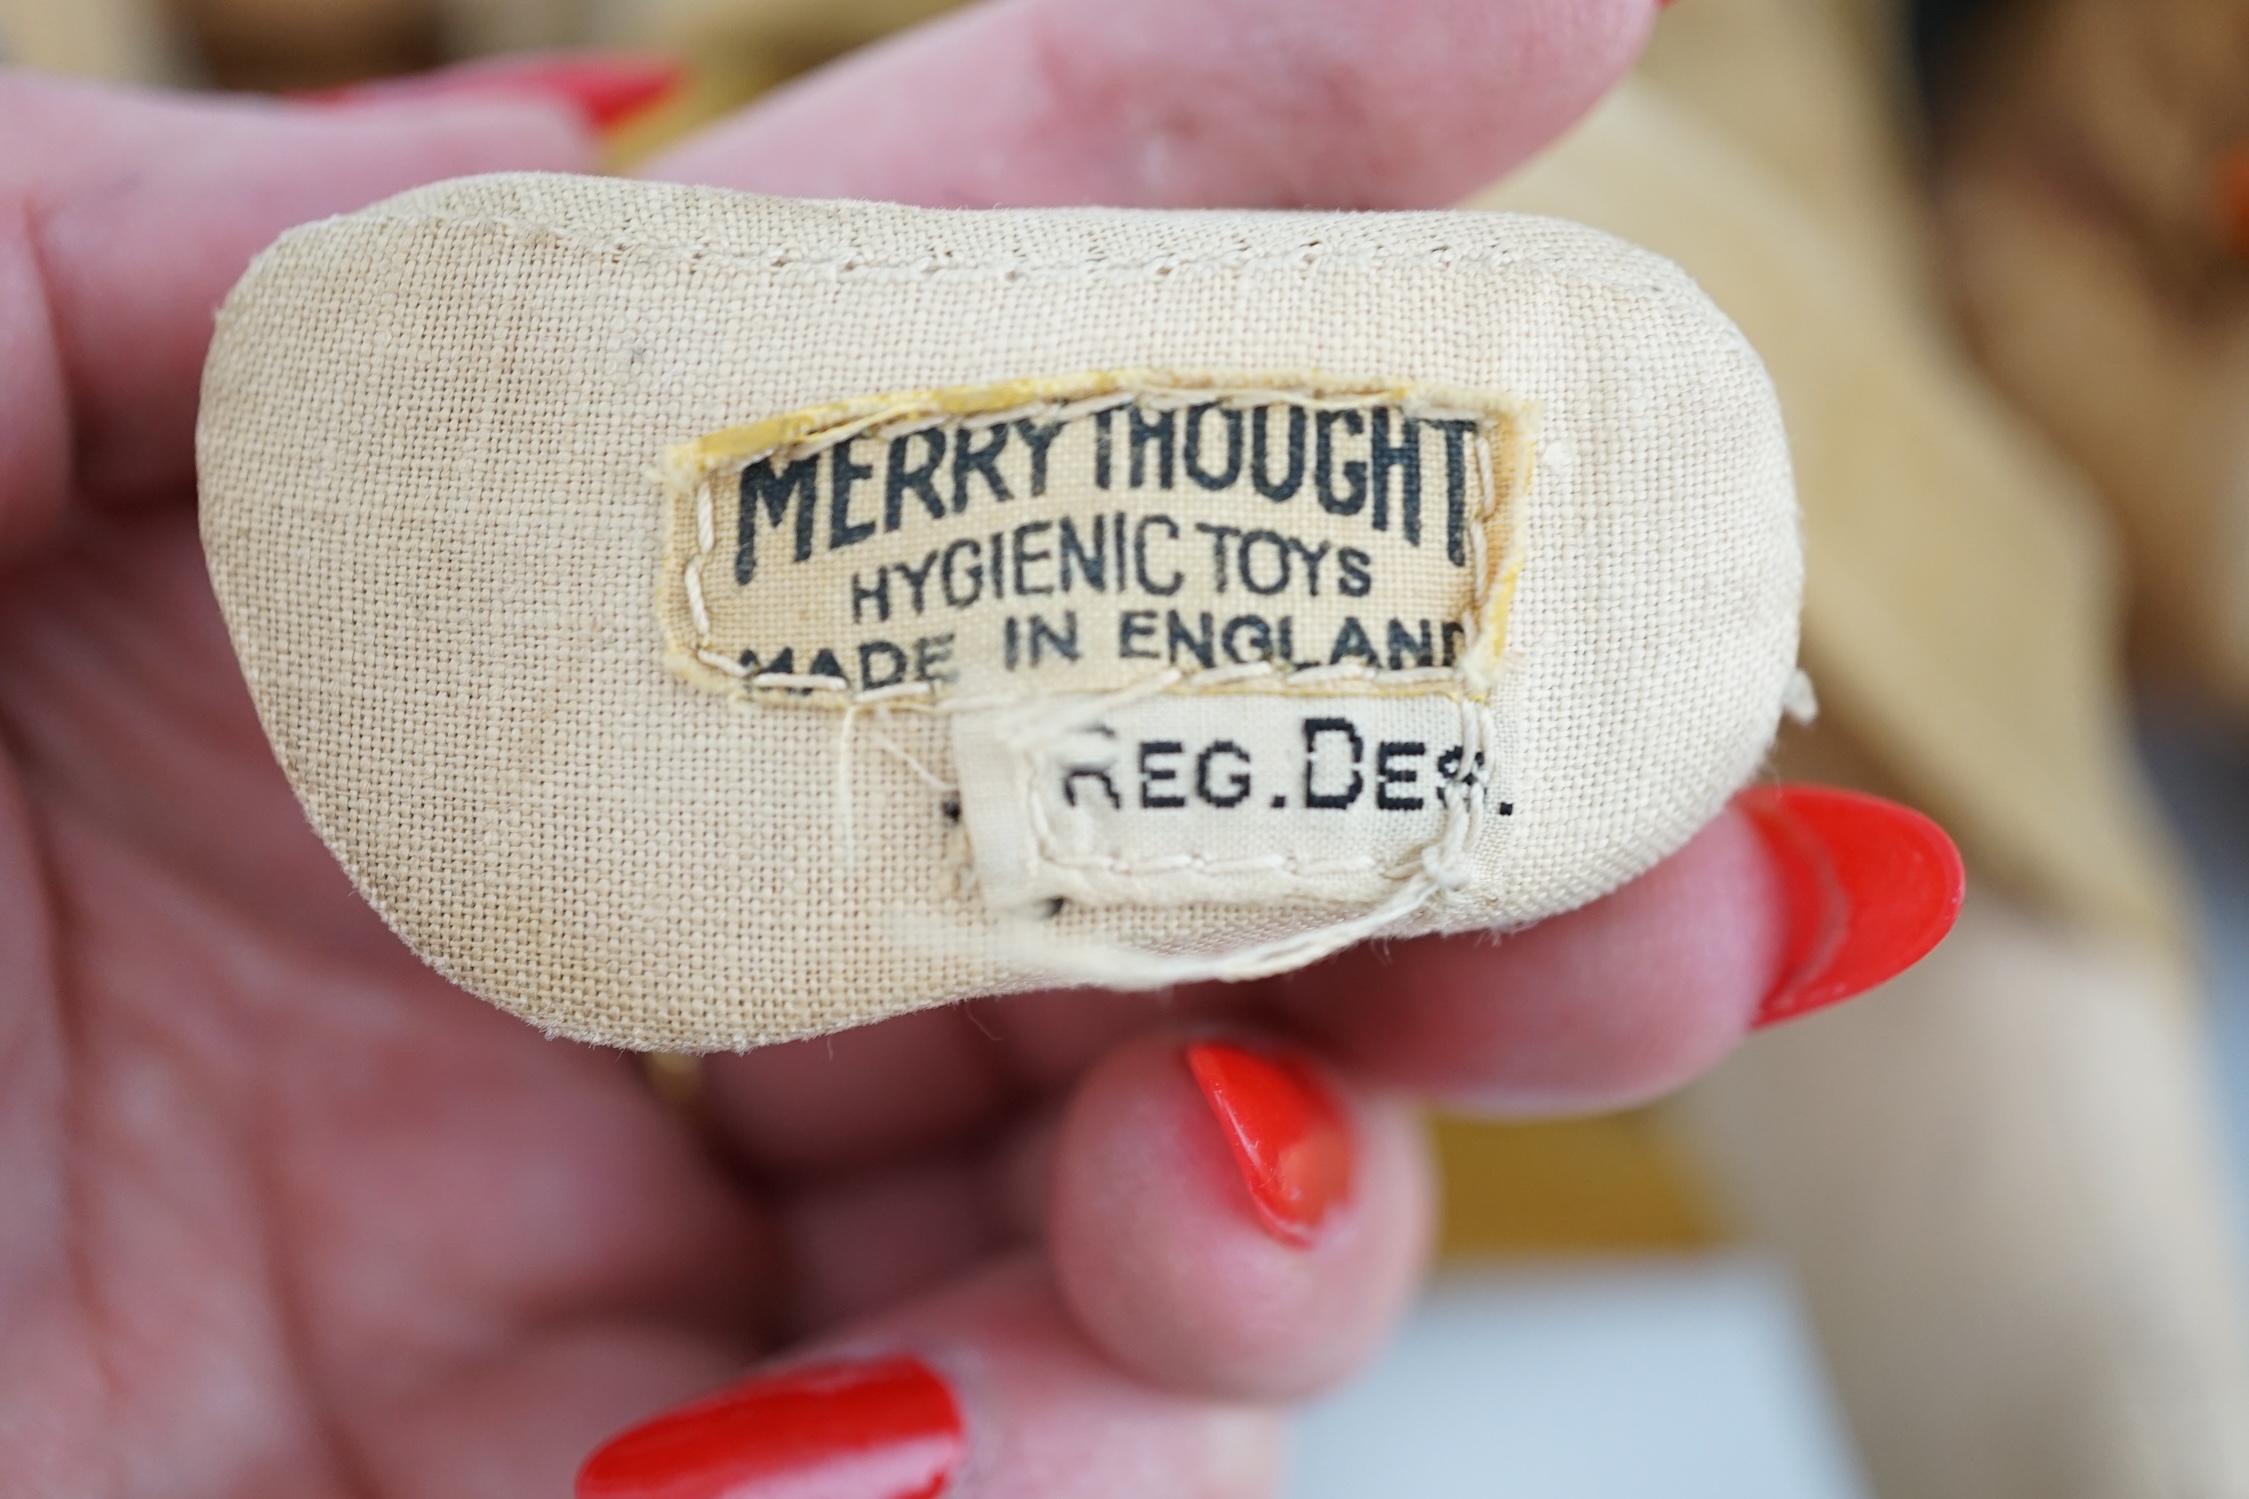 MERRYTHOUGHT
HYGIENIC TOYS
MADE IN ENGLAND
REG. DES.